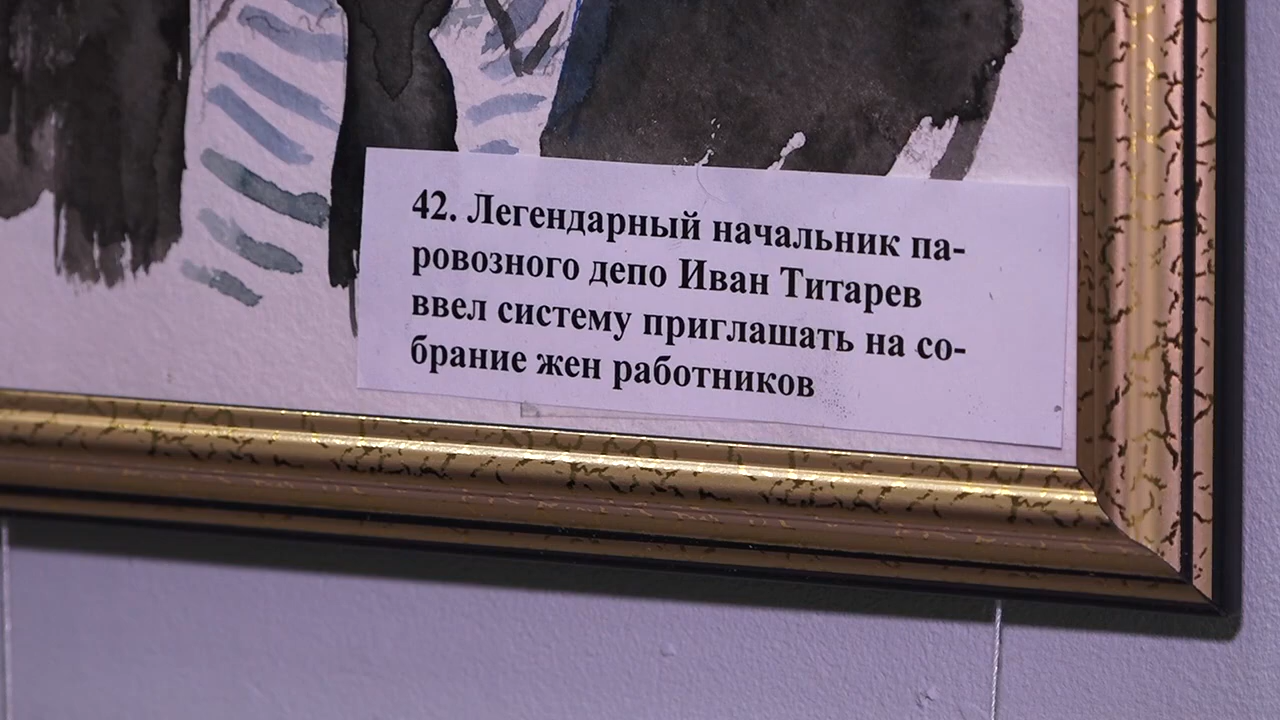 42. Легендарный начальник па-
ровозного депо Иван Титарев
ввел систему приглашать на со-
брание жен работников